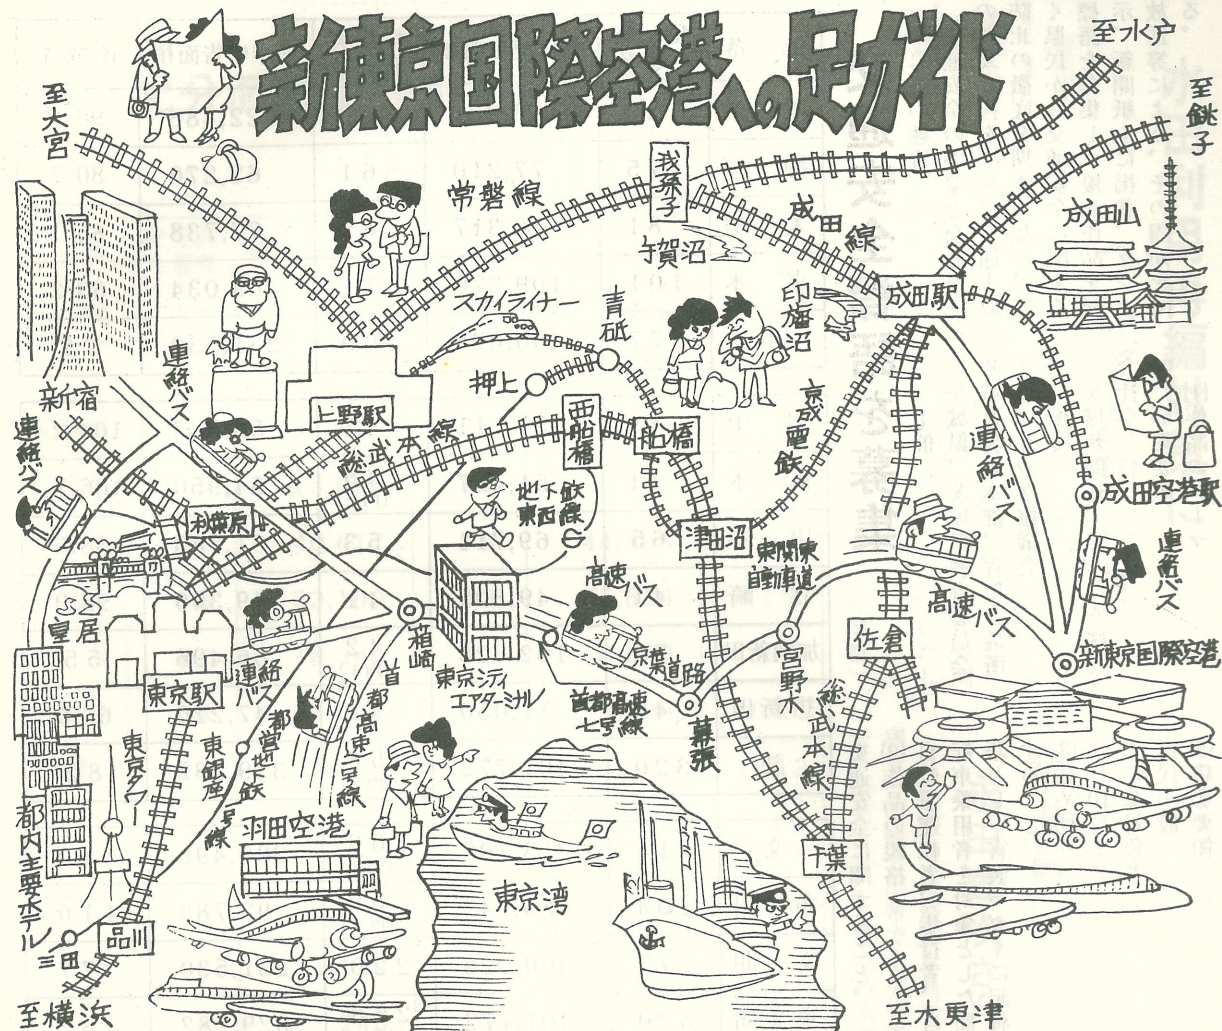 新東京国際空港への足ガイド
至水戸
至銚子
至大宮
我孫子
常磐線
成田線
手賀沼
成田山
成田駅
印旛沼
スカイライナー
青砥
押上
新宿
連絡バス
連絡バス
上野駅
総武本線
西船橋
船橋
京成電鉄
連絡バス
成田空港駅
連絡バス
秋葉原
地下鉄
東西線
津田沼
東関東
自動車道
高速バス
高速バス
皇居
箱崎
東京シティ
エアターミナル
京葉道路
宮野木
佐倉
新東京国際空港
東京駅
連絡バス
首都高速一号線
首都高速
七号線
幕張
総武本線
東京タワー
東銀座
都営地下鉄
一号線
都内主要ホテル
羽田空港
東京湾
千葉
品川
三田
至横浜
至木更津